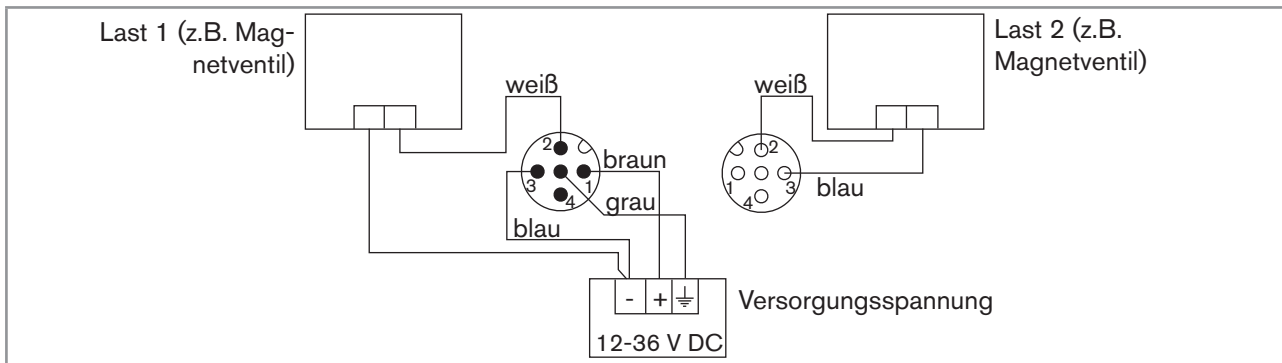 Last 1 (z.B. Mag-
netventil)
Last 2 (z.B.
Magnetventil)
weiß
weiß
2
braun
3
1
4
grau
blau
2
1
3
4
blau
- +
Versorgungsspannung
12-36 V DC